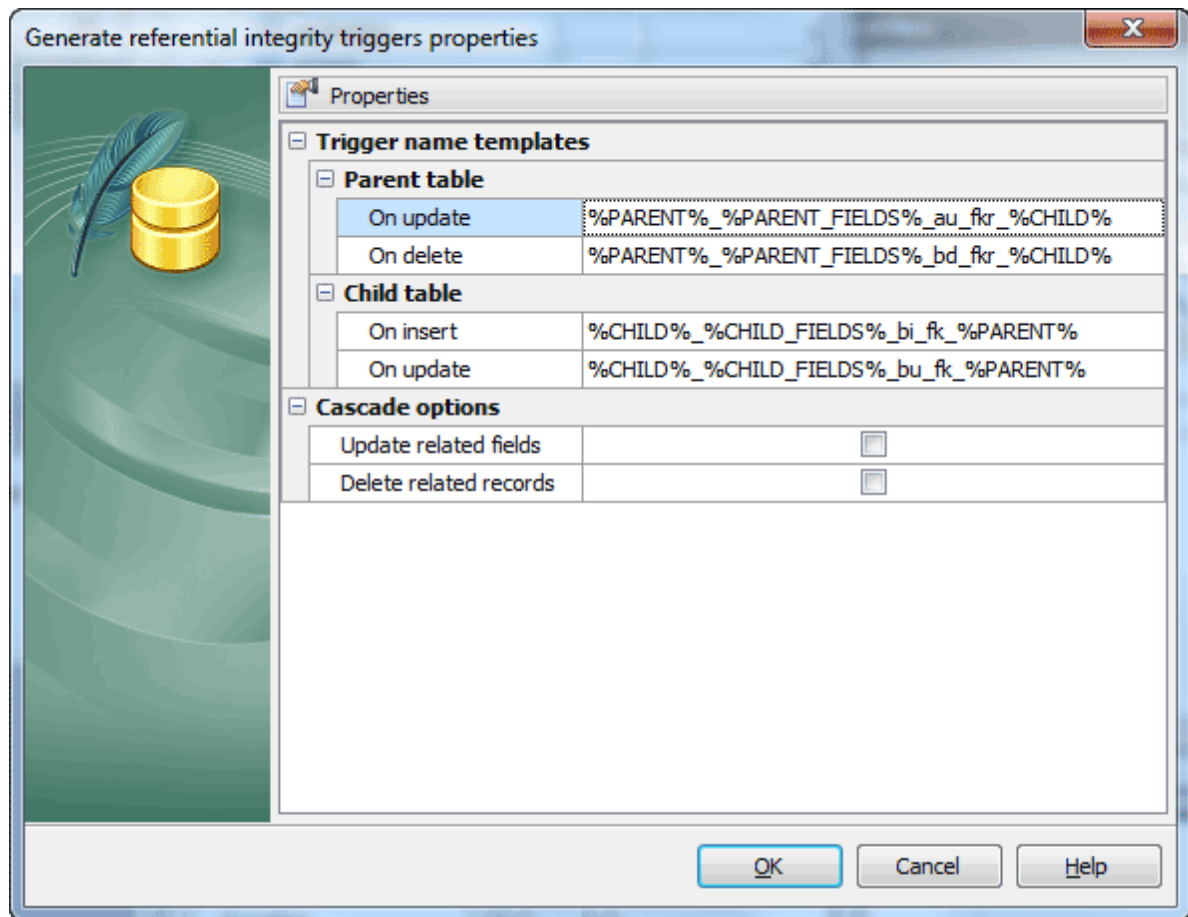 Generate referential integrity triggers properties
Properties
Trigger name templates
Parent table
On update %PARENT%_%PARENT_FIELDS%_au_fkr_%CHILD%
On delete %PARENT%_%PARENT_FIELDS%_bd_fkr_%CHILD%
Child table
On insert %CHILD%_%CHILD_FIELDS%_bi_fk_%PARENT%
On update %CHILD%_%CHILD_FIELDS%_bu_fk_%PARENT%
Cascade options
Update related fields
Delete related records
OK Cancel Help